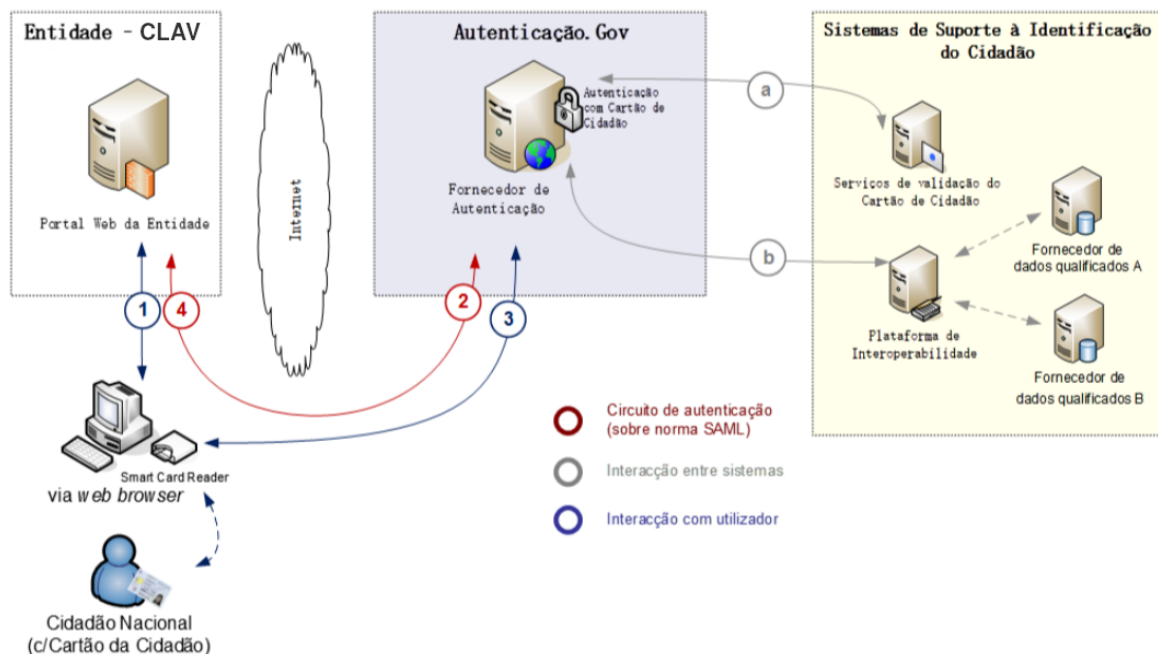 Entidade - CLAV
Portal Web da Entidade
Internet
Autenticação.Gov
Autenticação
com Cartão de
Cidadão
Fornecedor de
Autenticação
Sistemas de Suporte à Identificação
do Cidadão
a
Serviços de validação do
Cartão de Cidadão
b
Fornecedor de
dados qualificados A
Plataforma de
Interoperabilidade
Fornecedor de
dados qualificados B
1
4
2
3
Smart Card Reader
via web browser
Cidadão Nacional
(c/Cartão da Cidadão)
Circuito de autenticação
(sobre norma SAML)
Interacção entre sistemas
Interacção com utilizador